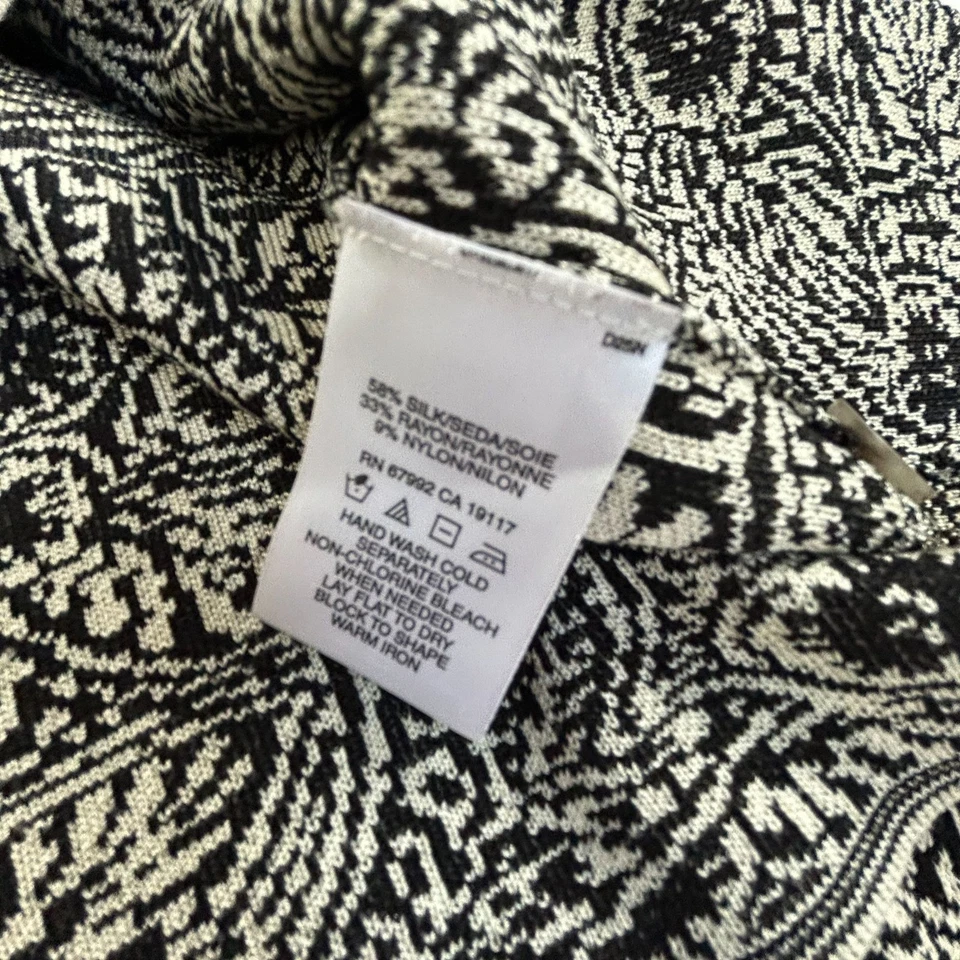 58% SILK/SEDA/SOIE
33% RAYON/RAYONNE
9% NYLON/NILON
RN 67992 CA 19117
HAND WASH COLD
SEPARATELY
NON-CHLORINE BLEACH
WHEN NEEDED
LAY FLAT TO DRY
BLOCK TO SHAPE
WARM IRON